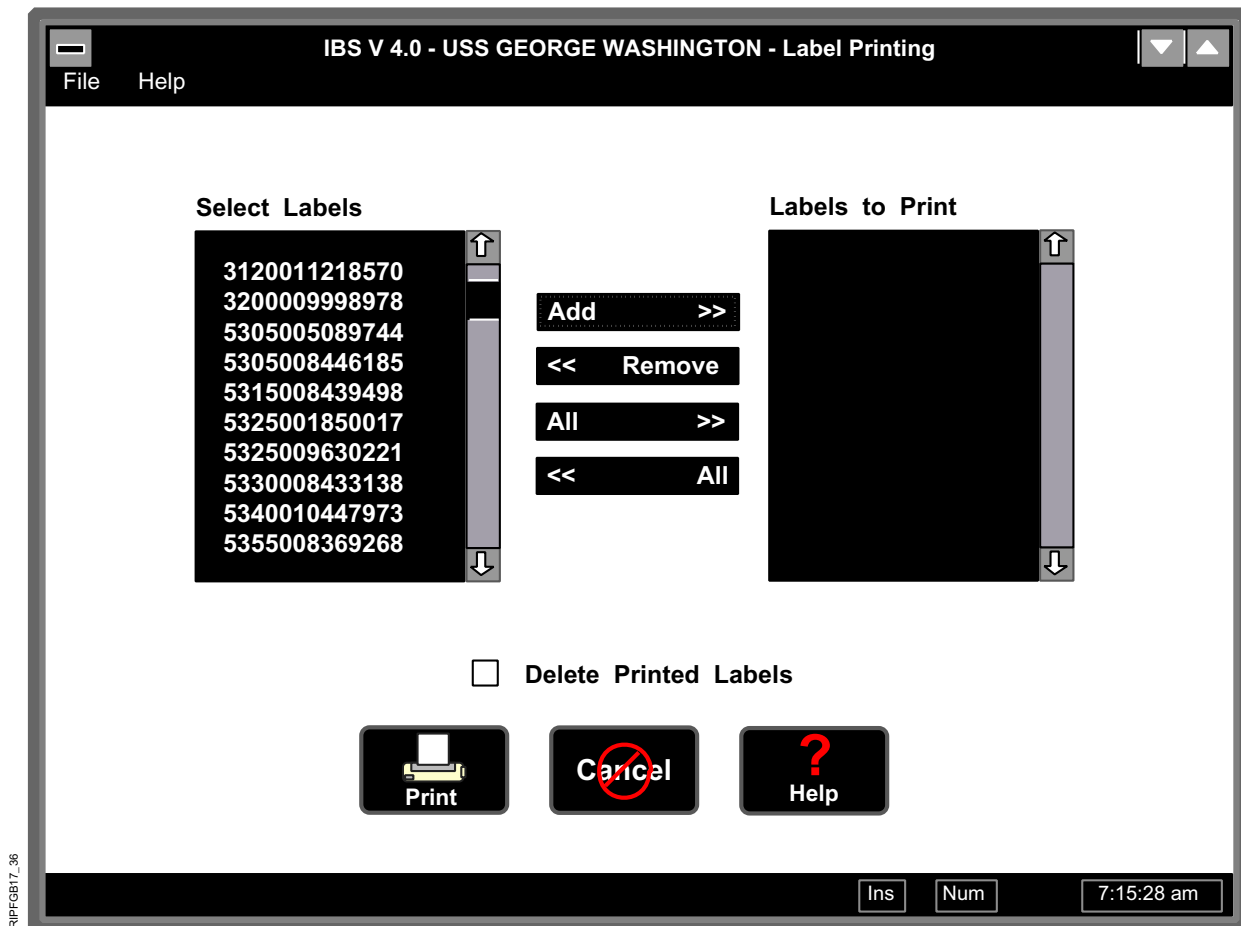 IBS V 4.0 - USS GEORGE WASHINGTON - Label Printing
File Help
Select Labels
3120011218570
3200009998978
5305005089744
5305008446185
5315008439498
5325001850017
5325009630221
5330008433138
5340010447973
5355008369268
Add >>
<< Remove
All >>
<< All
Labels to Print
Delete Printed Labels
Print
Cancel
?
Help
Ins Num 7:15:28 am
RIPFGB17_36